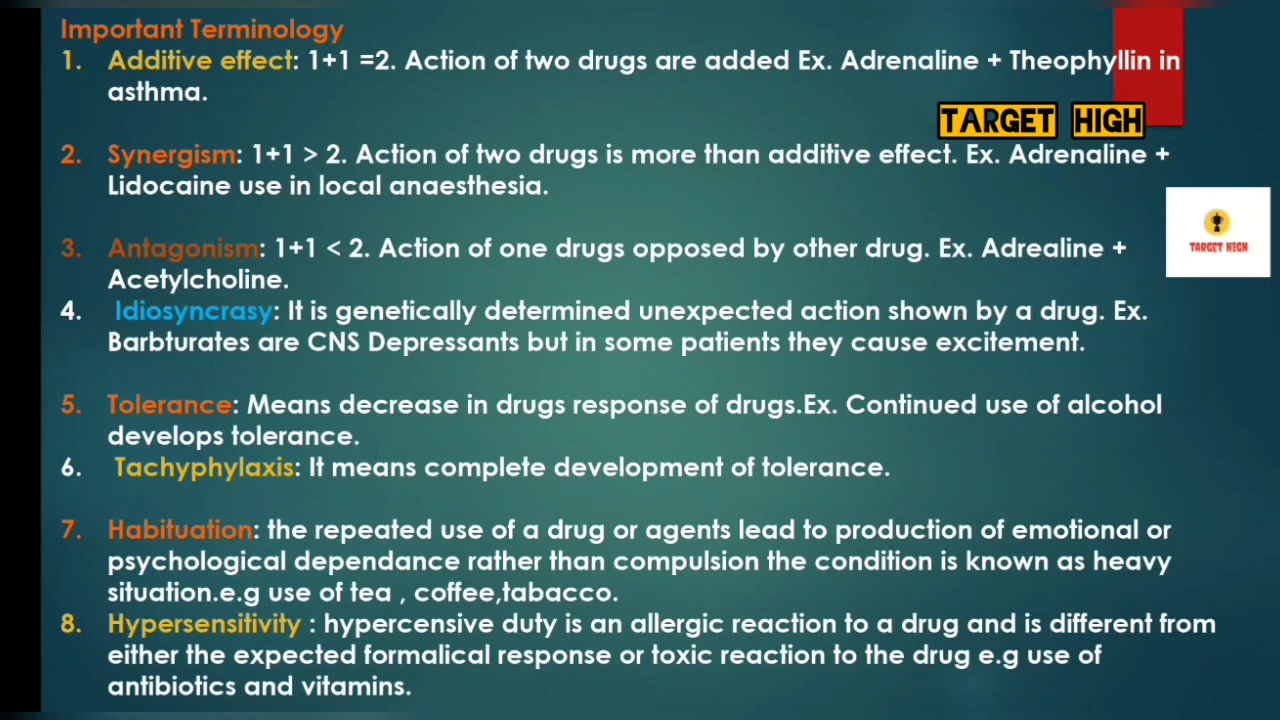 Important Terminology
1. Additive effect: 1+1 =2. Action of two drugs are added Ex. Adrenaline + Theophyllin in
asthma.
TARGET HIGH
2. Synergism: 1+1 > 2. Action of two drugs is more than additive effect. Ex. Adrenaline +
Lidocaine use in local anaesthesia.
3. Antagonism: 1+1 < 2. Action of one drugs opposed by other drug. Ex. Adrealine +
TARGET HIGH
Acetylcholine.
4. Idiosyncrasy: It is genetically determined unexpected action shown by a drug. Ex.
Barbturates are CNS Depressants but in some patients they cause excitement.
5. Tolerance: Means decrease in drugs response of drugs.Ex. Continued use of alcohol
develops tolerance.
6. Tachyphylaxis: It means complete development of tolerance.
7. Habituation: the repeated use of a drug or agents lead to production of emotional or
psychological dependance rather than compulsion the condition is known as heavy
situation.e.g use of tea , coffee,tabacco.
8. Hypersensitivity : hypercensive duty is an allergic reaction to a drug and is different from
either the expected formalical response or toxic reaction to the drug e.g use of
antibiotics and vitamins.